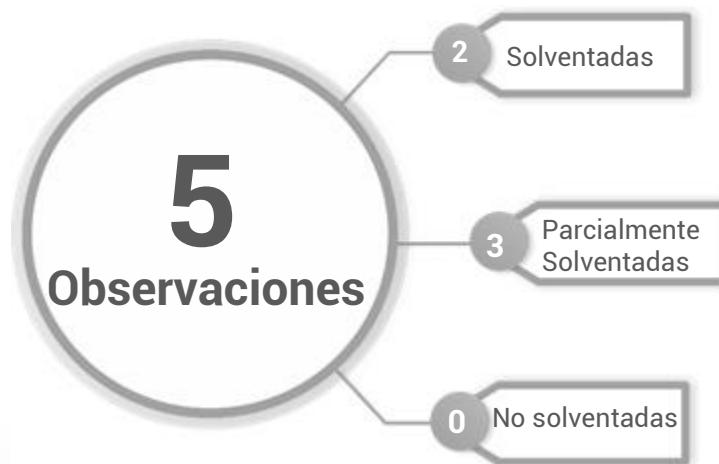 5
Observaciones
2
Solventadas
3
Parcialmente
Solventadas
0
No solventadas